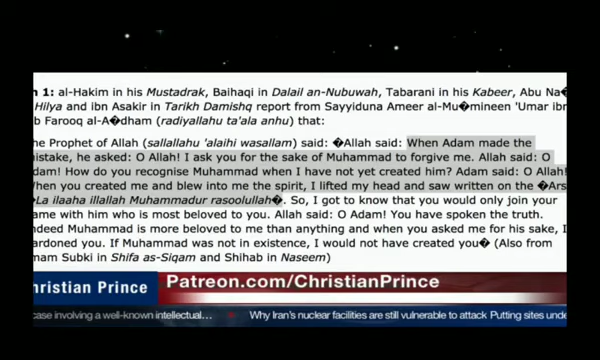 Christian Prince
n 1: al-Hakim in his Mustadrak, Baihaqi in Dalail an-Nubuwah, Tabarani in his Kabeer, Abu Na�
Hilya and ibn Asakir in Tarikh Damishq report from Sayyiduna Ameer al-Mu�mineen 'Umar ibn
b Farooq al-A�dham (radiyallahu ta'ala anhu) that:
he Prophet of Allah (sallallahu 'alaihi wasallam) said: �Allah said: When Adam made the
istake, he asked: O Allah! I ask you for the sake of Muhammad to forgive me. Allah said: O
dam! How do you recognise Muhammad when I have not yet created him? Adam said: O Allah!
hen you created me and blew into me the spirit, I lifted my head and saw written on the �Ars
�La ilaaha illallah Muhammadur rasoolullah�. So, I got to know that you would only join your
ame with him who is most beloved to you. Allah said: O Adam! You have spoken the truth.
ndeed Muhammad is more beloved to me than anything and when you asked me for his sake, I
ardoned you. If Muhammad was not in existence, I would not have created you� (Also from
mam Subki in Shifa as-Siqam and Shihab in Naseem)
hristian Prince
Patreon.com/ChristianPrince
case involving a well-known intellectual... Why Iran's nuclear facilities are still vulnerable to attack Putting sites unde